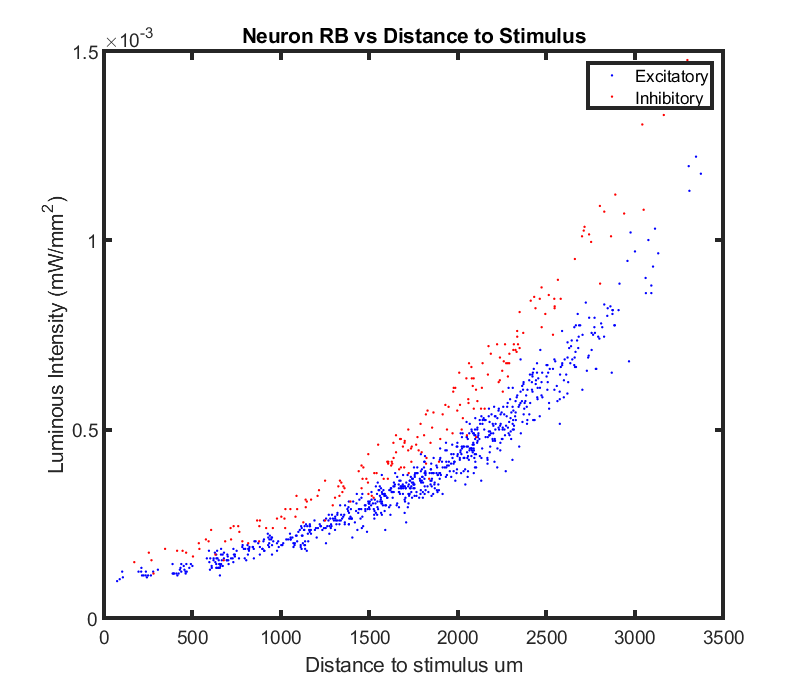 Neuron RB vs Distance to Stimulus
×10⁻³
1.5
1
0.5
0
Luminous Intensity (mW/mm²)
Excitatory
Inhibitory
0 500 1000 1500 2000 2500 3000 3500
Distance to stimulus um